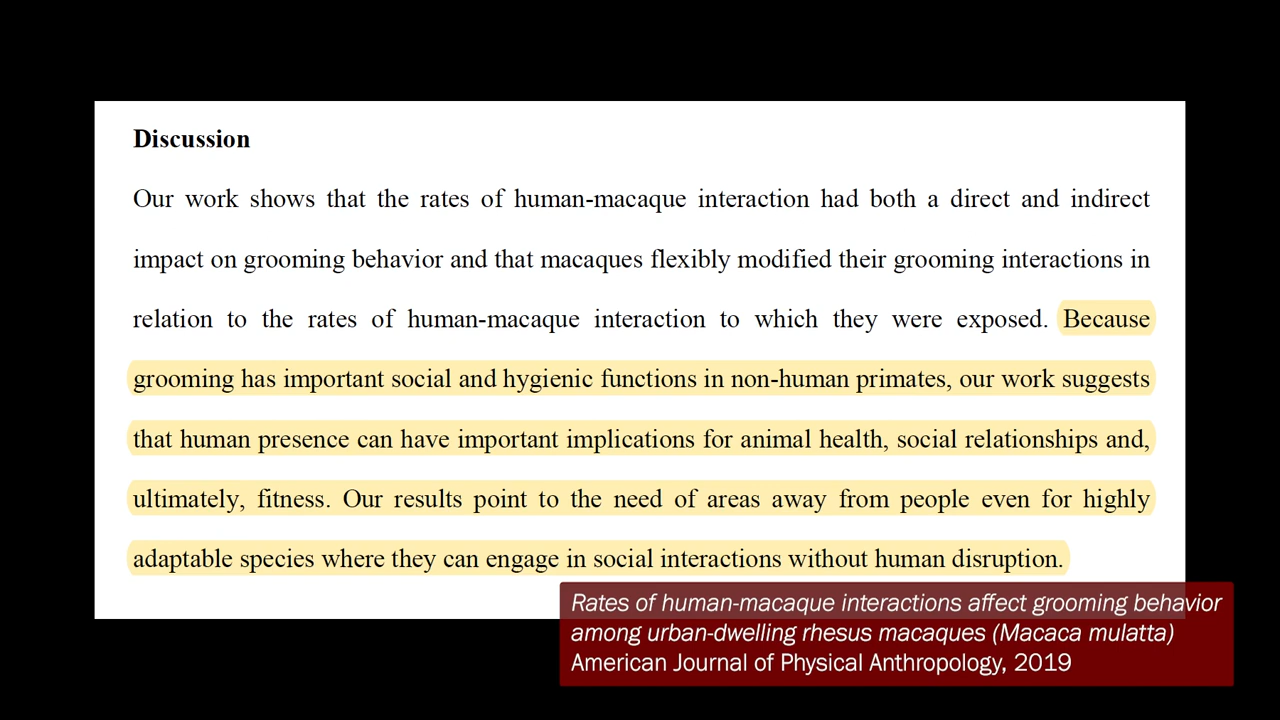 Discussion
Our work shows that the rates of human-macaque interaction had both a direct and indirect
impact on grooming behavior and that macaques flexibly modified their grooming interactions in
relation to the rates of human-macaque interaction to which they were exposed. Because
grooming has important social and hygienic functions in non-human primates, our work suggests
that human presence can have important implications for animal health, social relationships and,
ultimately, fitness. Our results point to the need of areas away from people even for highly
adaptable species where they can engage in social interactions without human disruption.
Rates of human-macaque interactions affect grooming behavior
among urban-dwelling rhesus macaques (Macaca mulatta)
American Journal of Physical Anthropology, 2019